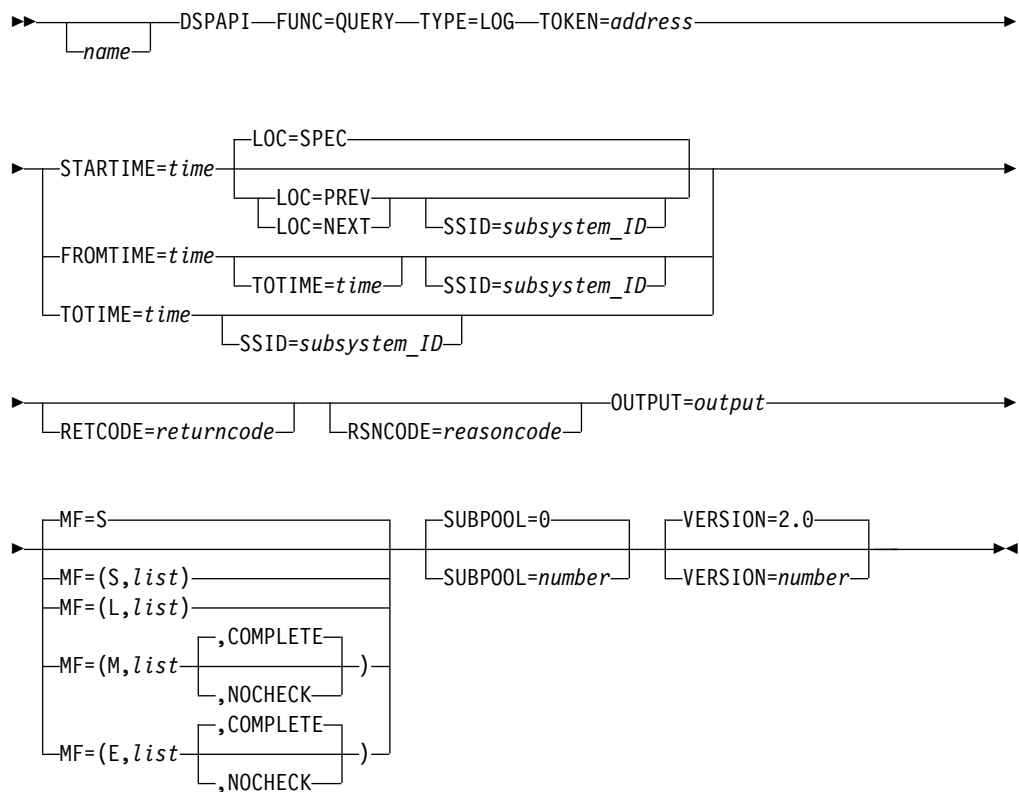 DSPAPI FUNC=QUERY TYPE=LOG TOKEN=address
name
LOC=SPEC
STARTIME=time
LOC=PREV
LOC=NEXT SSID=subsystem_ID
FROMTIME=time
TOTIME=time SSID=subsystem_ID
TOTIME=time
SSID=subsystem_ID
OUTPUT=output
RETCODE=returncode RSNCODE=reasoncode
MF=S SUBPOOL=0 VERSION=2.0
MF=(S,list) SUBPOOL=number VERSION=number
MF=(L,list)
,COMPLETE
MF=(M,list )
,NOCHECK
,COMPLETE
MF=(E,list )
,NOCHECK